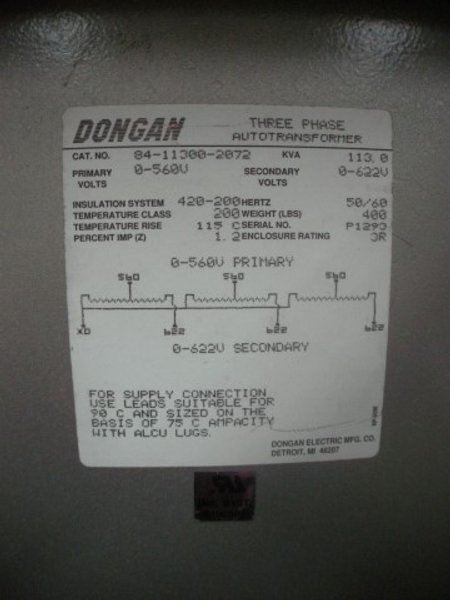 DONGAN
THREE PHASE
AUTOTRANSFORMER
CAT. NO. 84-11300-2072 KVA 113.0
PRIMARY VOLTS 0-560V SECONDARY VOLTS 0-622V
INSULATION SYSTEM 420-200 HERTZ 50/60
TEMPERATURE CLASS 200 WEIGHT (LBS) 400
TEMPERATURE RISE 115 C SERIAL NO. P1293
PERCENT IMP (Z) 1.2 ENCLOSURE RATING 3R
0-560V PRIMARY
560 560 560
X0 622 622 622
0-622V SECONDARY
FOR SUPPLY CONNECTION
USE LEADS SUITABLE FOR
90 C AND SIZED ON THE
BASIS OF 75 C AMPACITY
WITH ALCU LUGS.
DONGAN ELECTRIC MFG. CO.
DETROIT, MI 48207